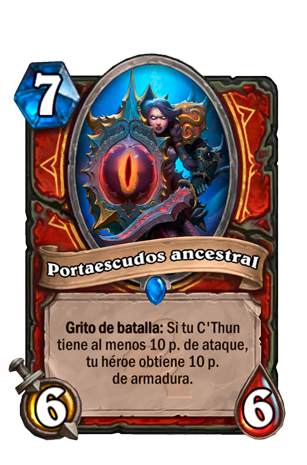 7
Portaescudos ancestral
Grito de batalla: Si tu C'Thun
tiene al menos 10 p. de ataque,
tu héroe obtiene 10 p.
de armadura.
6
6